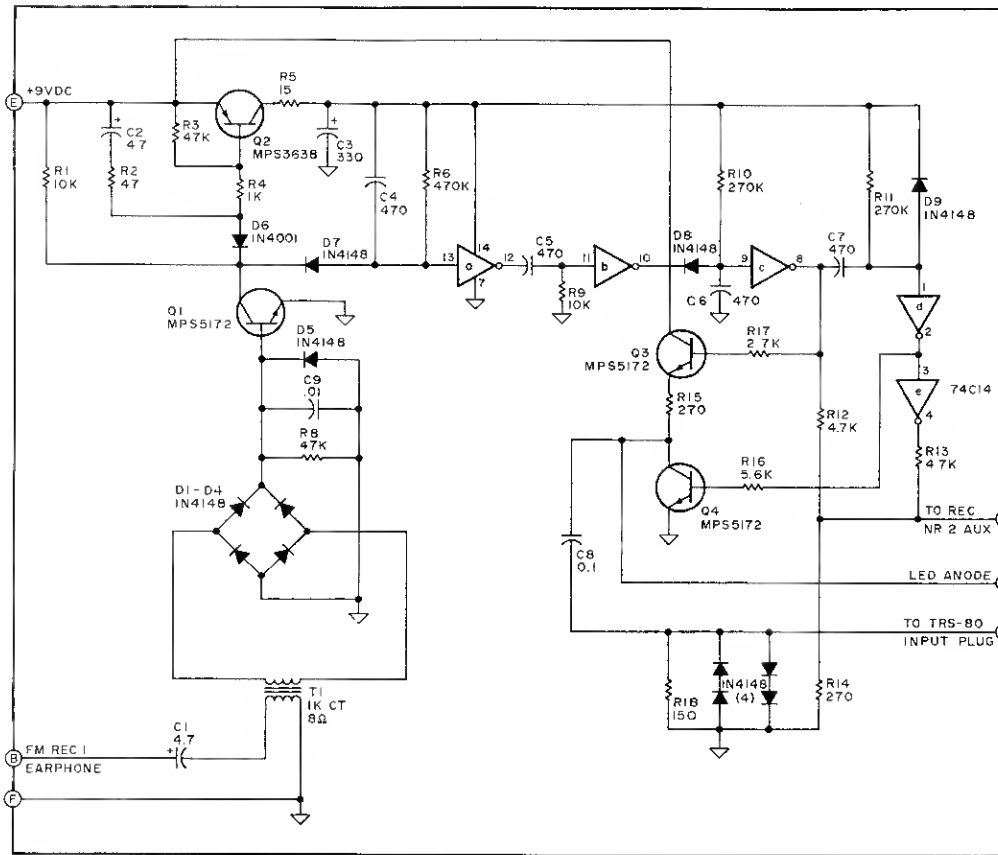 E
+9VDC
R1
10K
C2
47
+
R2
47
R3
47K
Q2
MPS3638
R4
1K
D6
1N4001
R5
15
C3
330
+
C4
470
R6
470K
D7
1N4148
13
a
14
7
12
C5
470
R9
10K
11
b
10
D8
1N4148
R10
270K
C6
470
9
c
8
C7
470
R11
270K
D9
1N4148
1
d
2
3
e
4
74C14
R13
4.7K
Q1
MPS5172
D5
1N4148
C9
.01
R8
47K
D1-D4
1N4148
Q3
MPS5172
R17
2.7K
R15
270
R12
4.7K
R16
5.6K
Q4
MPS5172
C8
0.1
TO REC
NR 2 AUX
LED ANODE
TO TRS-80
INPUT PLUG
R18
150
1N4148
(4)
R14
270
T1
1K CT
8Ω
C1
4.7
+
B
FM REC 1
EARPHONE
F